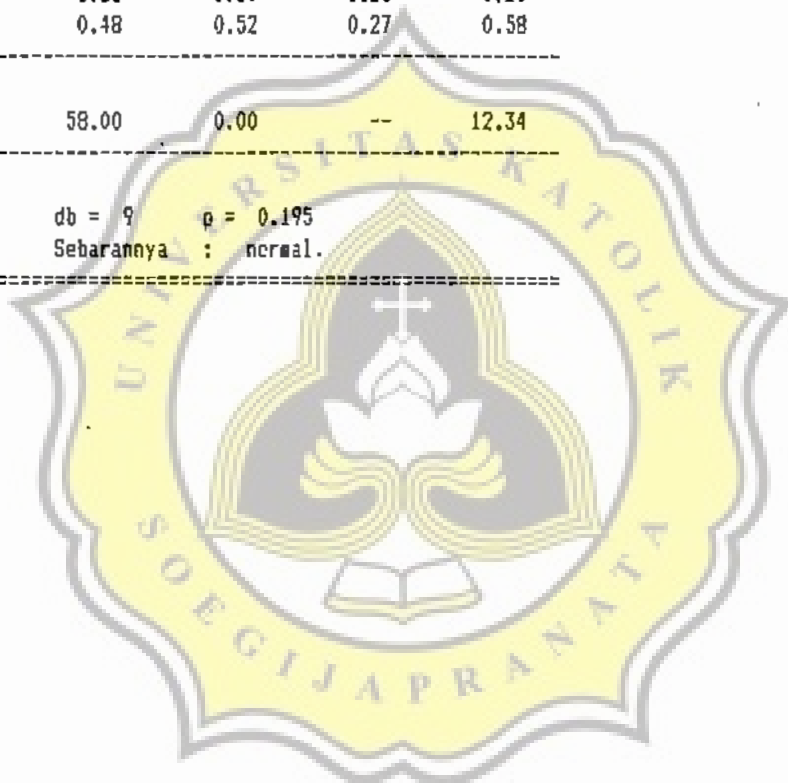 0.48 0.52 0.27 0.58
58.00 0.00 -- 12.34
db = 9 p = 0.195
Sebarannya : normal.
UNIVERSITAS KATOLIK
SOEGIJAPRANATA